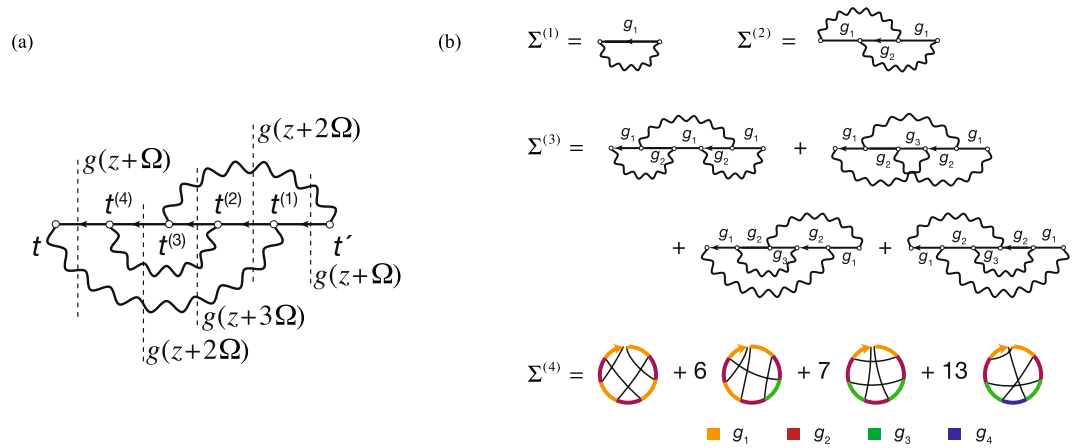 (a)
g(z+2Ω)
g(z+Ω)
t⁽⁴⁾ t⁽²⁾ t⁽¹⁾
t t⁽³⁾ t′
g(z+Ω)
g(z+3Ω)
g(z+2Ω)
(b)
Σ⁽¹⁾ = g₁
Σ⁽²⁾ = g₁ g₂ g₁
Σ⁽³⁾ = g₁ g₂ g₁ g₂ g₁ + g₁ g₂ g₃ g₂ g₁
+ g₁ g₂ g₃ g₂ g₁ + g₁ g₂ g₃ g₂ g₁
Σ⁽⁴⁾ = + 6 + 7 + 13
g₁ g₂ g₃ g₄